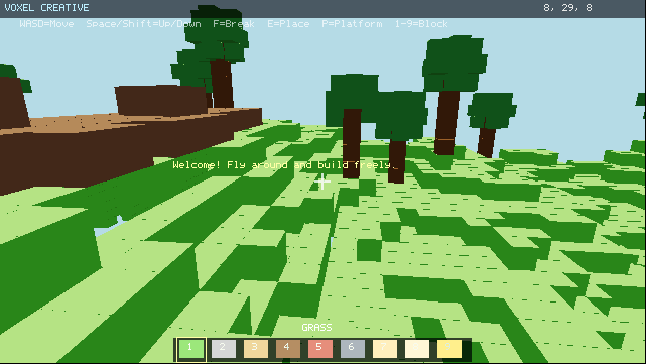 VOXEL CREATIVE 8, 29, 8
WASD=Move Space/Shift=Up/Down F=Break E=Place P=Platform 1-9=Block
Welcome! Fly around and build freely.
GRASS
1 2 3 4 5 6